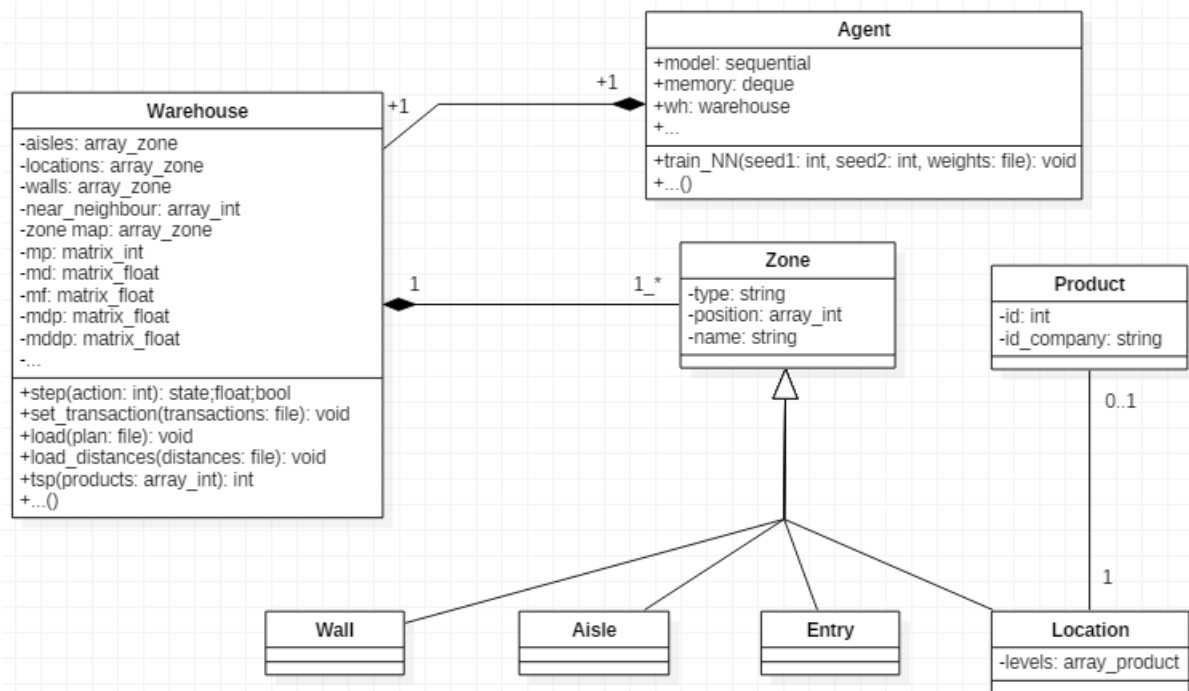 Agent
+model: sequential
+memory: deque
+wh: warehouse
+...
+train_NN(seed1: int, seed2: int, weights: file): void
+...()
+1
+1
Warehouse
-aisles: array_zone
-locations: array_zone
-walls: array_zone
-near_neighbour: array_int
-zone map: array_zone
-mp: matrix_int
-md: matrix_float
-mf: matrix_float
-mdp: matrix_float
-mddp: matrix_float
-...
+step(action: int): state;float;bool
+set_transaction(transactions: file): void
+load(plan: file): void
+load_distances(distances: file): void
+tsp(products: array_int): int
+...()
1
1_*
Zone
-type: string
-position: array_int
-name: string
Product
-id: int
-id_company: string
0..1
1
Wall
Aisle
Entry
Location
-levels: array_product